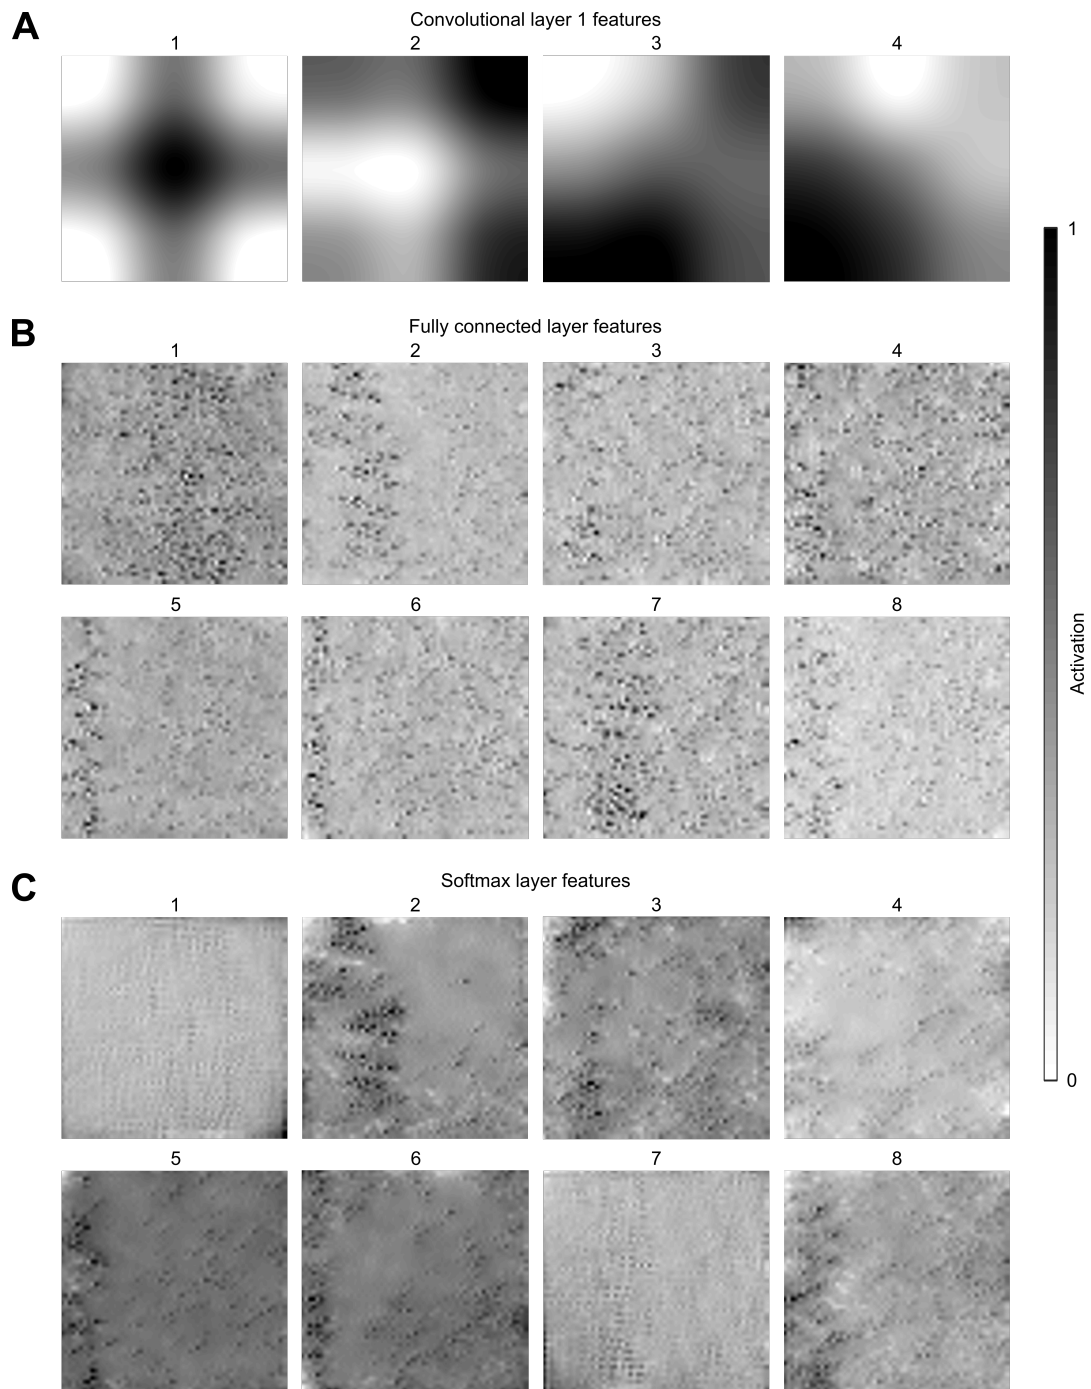 A
Convolutional layer 1 features
1 2 3 4
B
Fully connected layer features
1 2 3 4
5 6 7 8
C
Softmax layer features
1 2 3 4
5 6 7 8
1
Activation
0